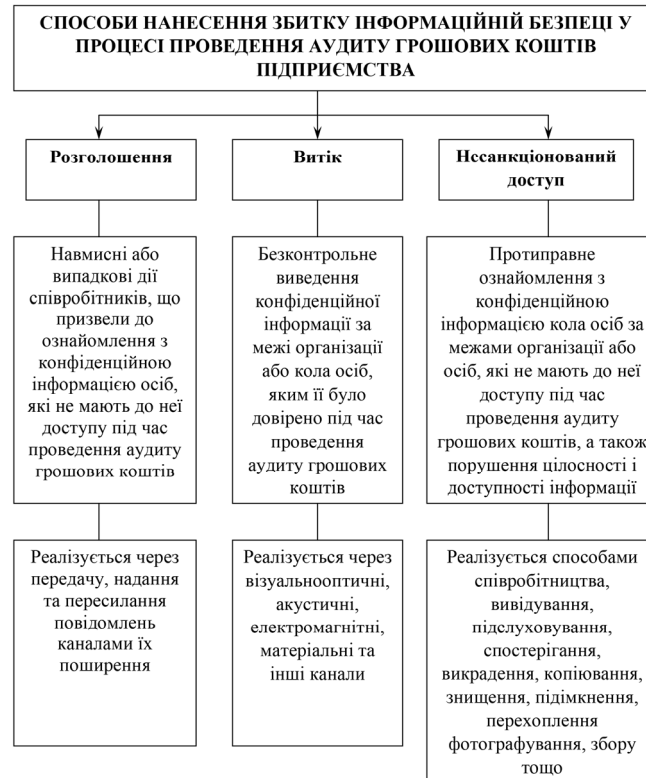 СПОСОБИ НАНЕСЕННЯ ЗБИТКУ ІНФОРМАЦІЙНІЙ БЕЗПЕЦІ У
ПРОЦЕСІ ПРОВЕДЕННЯ АУДИТУ ГРОШОВИХ КОШТІВ
ПІДПРИЄМСТВА
Розголошення
Витік
Нссанкціонований
доступ
Навмисні або
випадкові дії
співробітників, що
призвели до
ознайомлення з
конфіденційною
інформацією осіб,
які не мають до неї
доступу під час
проведення аудиту
грошових коштів
Безконтрольне
виведення
конфіденційної
інформації за
межі організації
або кола осіб,
яким її було
довірено під час
проведення
аудиту грошових
коштів
Протиправне
ознайомлення з
конфіденційною
інформацією кола осіб за
межами організації або
осіб, які не мають до неї
доступу під час
проведення аудиту
грошових коштів, а також
порушення цілосності і
доступності інформації
Реалізується через
передачу, надання
та пересилання
повідомлень
каналами їх
поширення
Реалізується через
візуальнооптичні,
акустичні,
електромагнітні,
матеріальні та
інші канали
Реалізується способами
співробітництва,
вивідування,
підслуховування,
спостерігання,
викрадення, копіювання,
знищення, підімкнення,
перехоплення
фотографування, збору
тощо